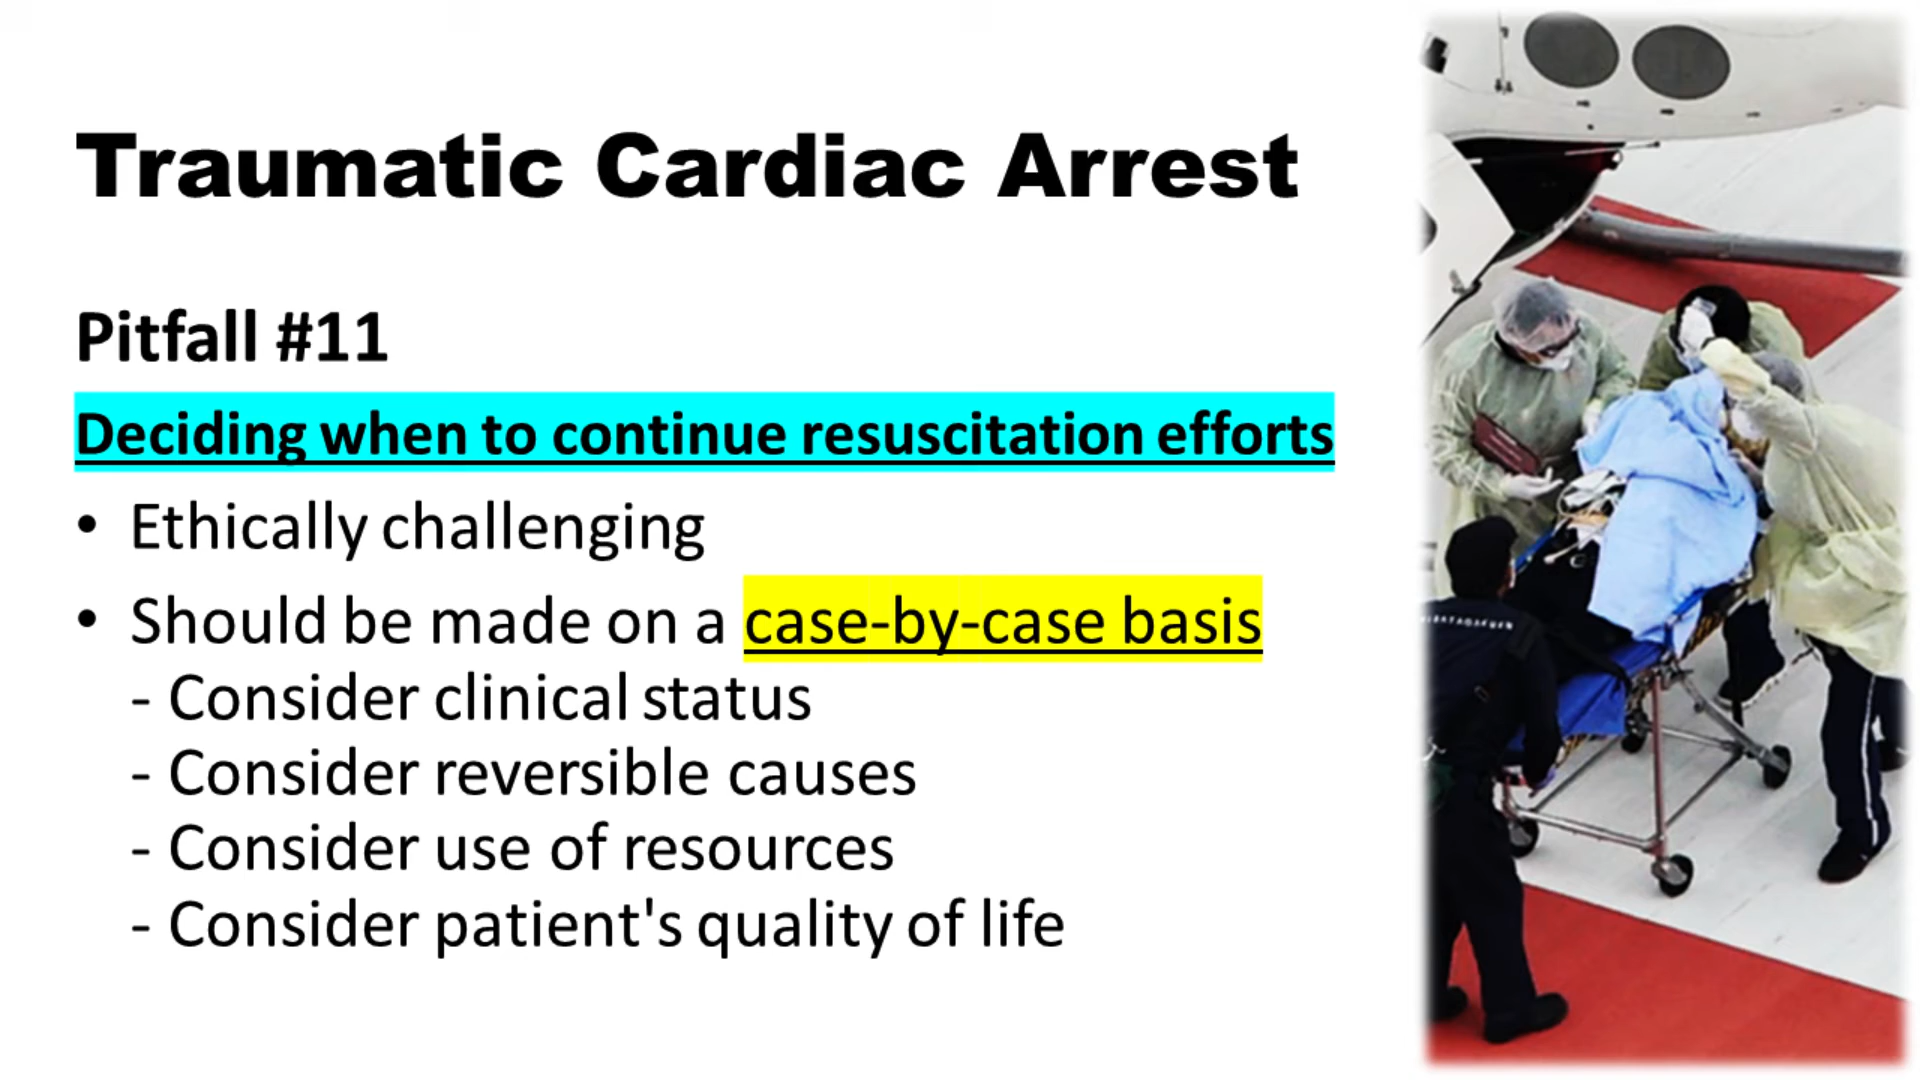 Traumatic Cardiac Arrest
Pitfall #11
Deciding when to continue resuscitation efforts
• Ethically challenging
• Should be made on a case-by-case basis
- Consider clinical status
- Consider reversible causes
- Consider use of resources
- Consider patient's quality of life